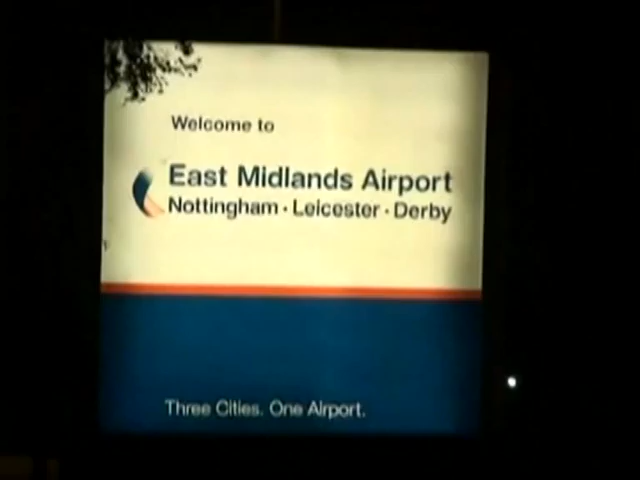 Welcome to
East Midlands Airport
Nottingham · Leicester · Derby
Three Cities. One Airport.